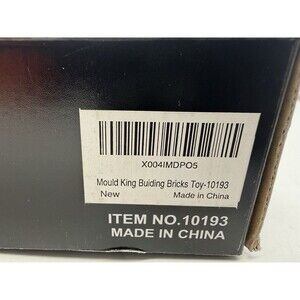 X004IMDPO5
Mould King Buiding Bricks Toy-10193
New Made in China
ITEM NO.10193
MADE IN CHINA